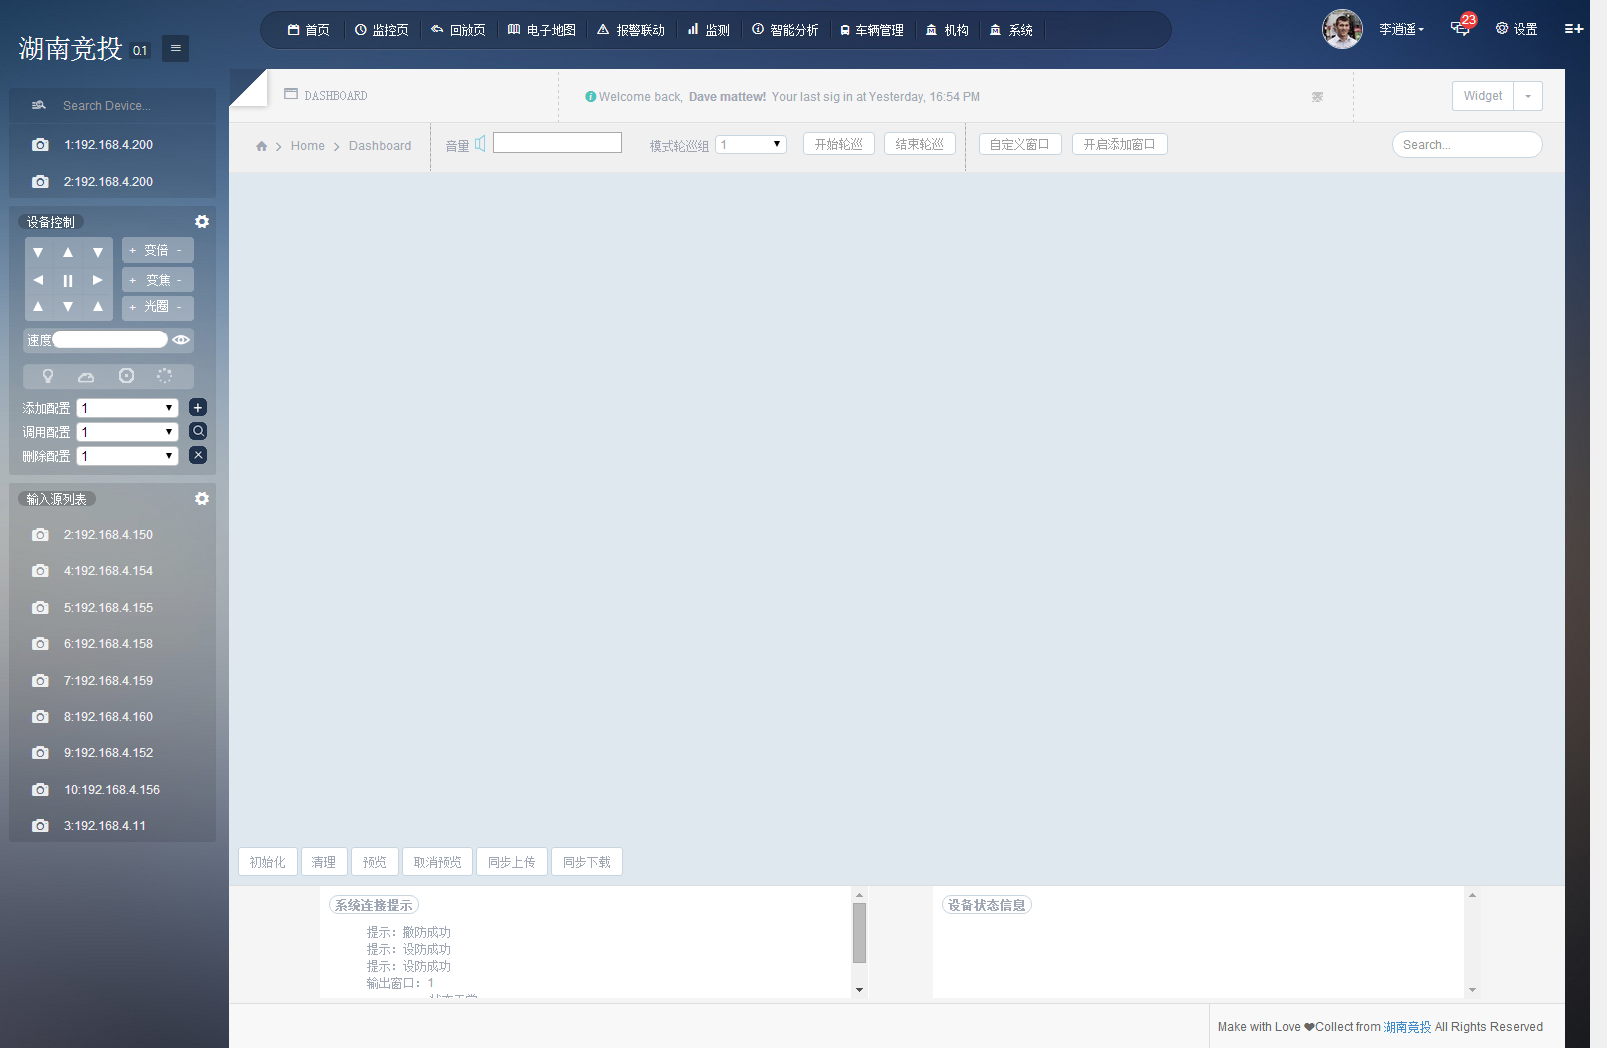 湖南竞投 0.1
首页 监控页 回放页 电子地图 报警联动 监测 智能分析 车辆管理 机构 系统
李逍遥 23 设置
Search Device...
1:192.168.4.200
2:192.168.4.200
设备控制
+ 变倍 -
+ 变焦 -
+ 光圈 -
速度
添加配置 1
调用配置 1
删除配置 1
输入源列表
2:192.168.4.150
4:192.168.4.154
5:192.168.4.155
6:192.168.4.158
7:192.168.4.159
8:192.168.4.160
9:192.168.4.152
10:192.168.4.156
3:192.168.4.11
DASHBOARD
Welcome back, Dave mattew! Your last sig in at Yesterday, 16:54 PM
Widget
Home Dashboard
音量
模式轮巡组 1
开始轮巡 结束轮巡
自定义窗口 开启添加窗口
Search...
初始化 清理 预览 取消预览 同步上传 同步下载
系统连接提示
提示：撤防成功
提示：设防成功
提示：设防成功
输出窗口：1
设备状态信息
Make with Love ❤Collect from 湖南竞投 All Rights Reserved